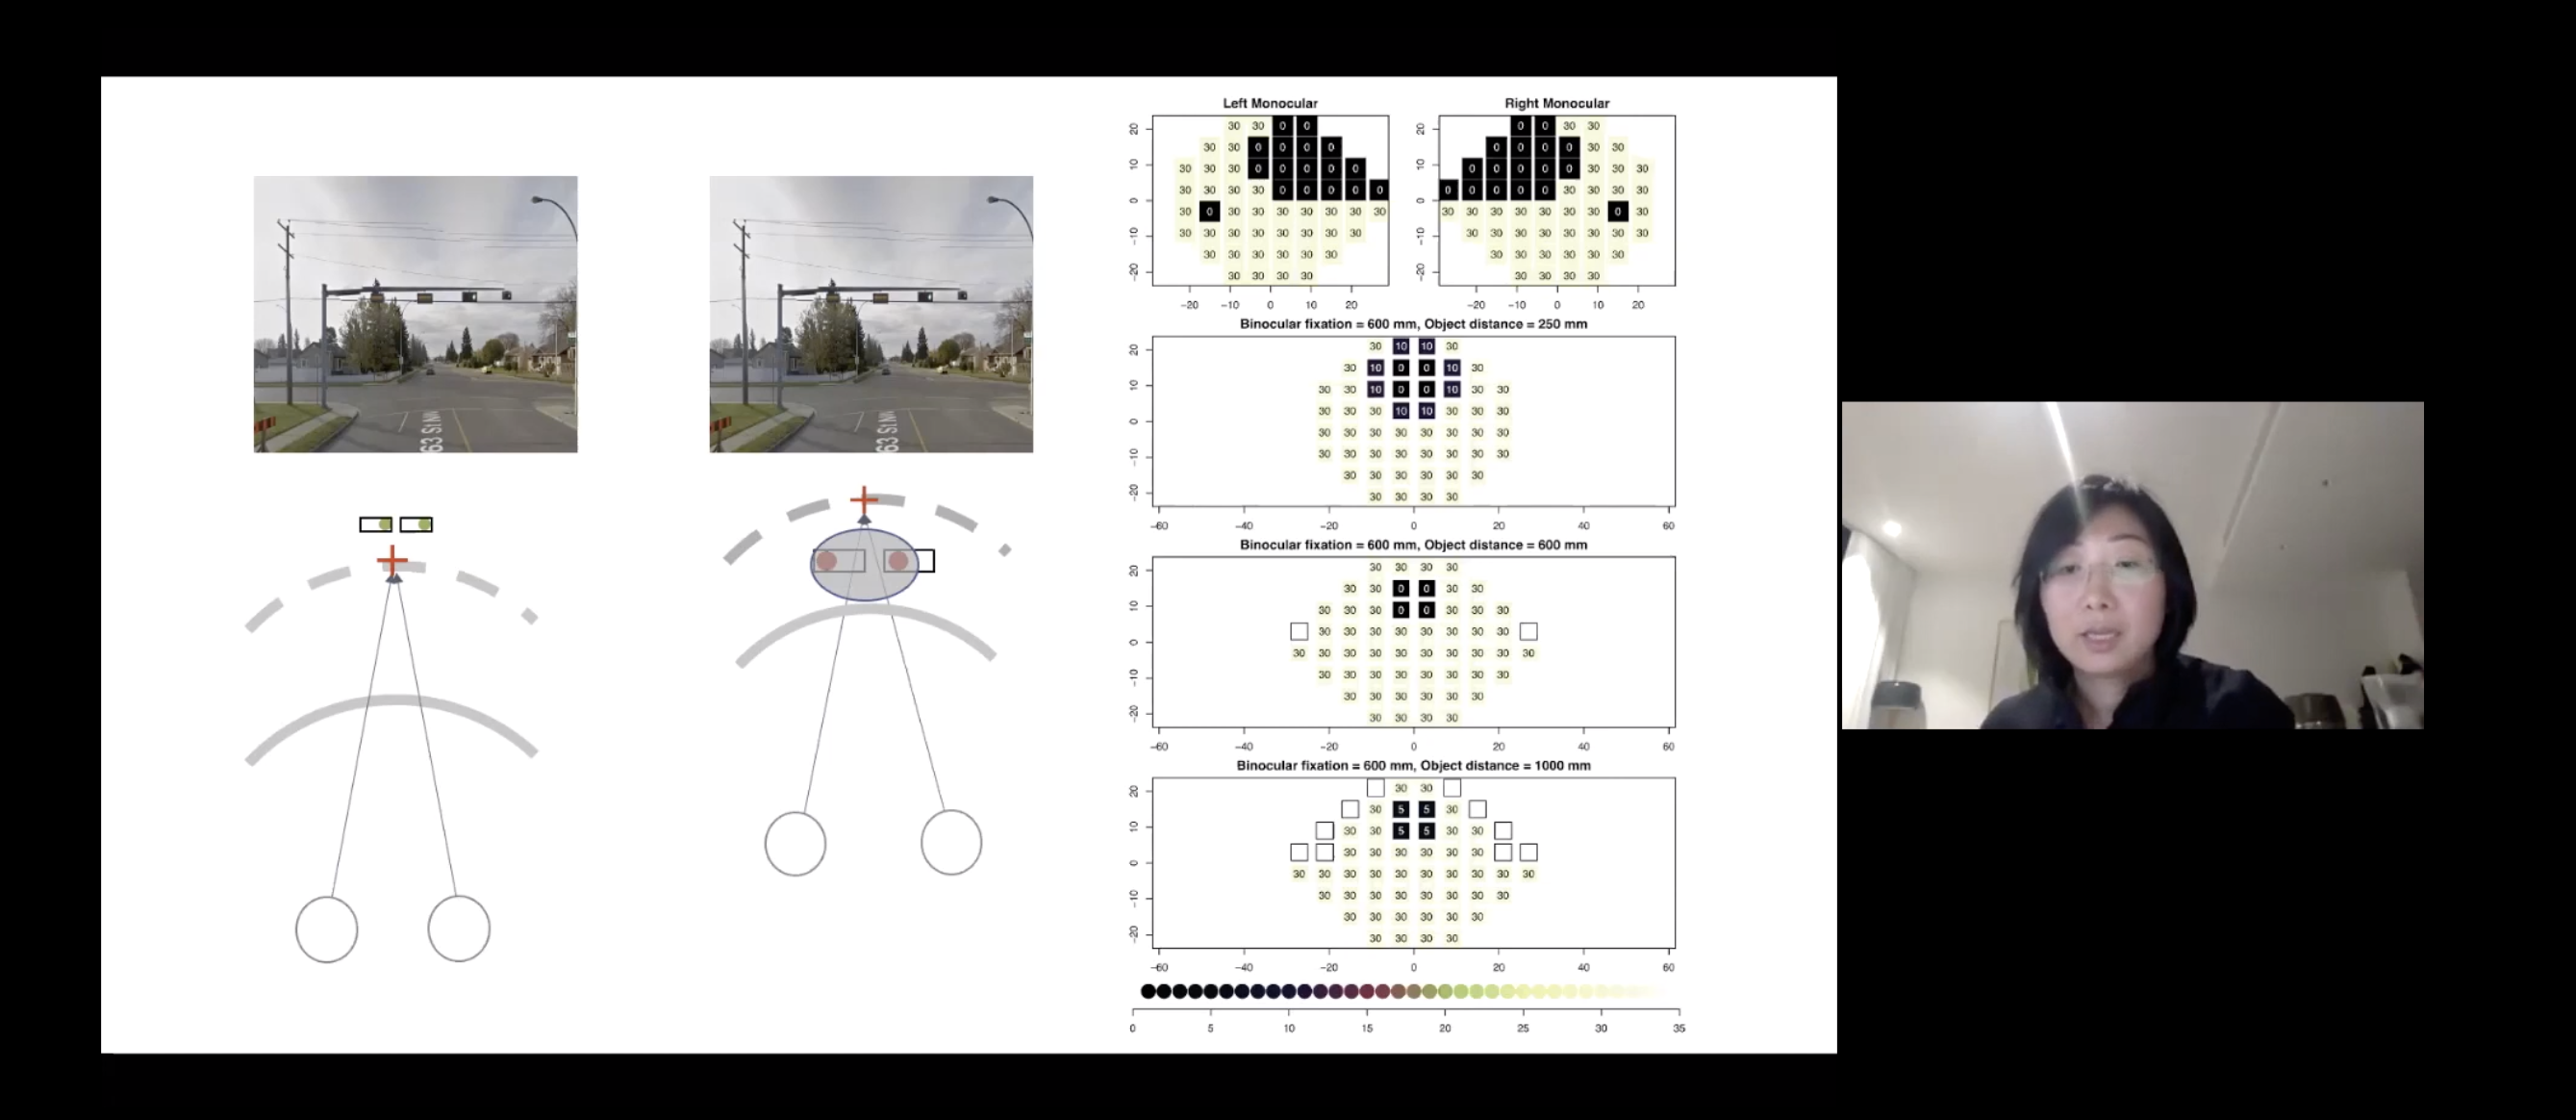 63 St NW
63 St NW
Left Monocular
20
10
0
−10
−20
30 30 0 0
30 30 0 0 0 0
30 30 30 0 0 0 0 0
30 30 30 30 0 0 0 0 0
30 0 30 30 30 30 30 30 30
30 30 30 30 30 30 30 30
30 30 30 30 30 30
30 30 30 30
−20 −10 0 10 20
Right Monocular
20
10
0
−10
−20
0 0 30 30
0 0 0 0 30 30
0 0 0 0 0 30 30 30
0 0 0 0 0 30 30 30 30
30 30 30 30 30 30 30 0 30
30 30 30 30 30 30 30 30
30 30 30 30 30 30
30 30 30 30
−20 −10 0 10 20
Binocular fixation = 600 mm, Object distance = 250 mm
20
10
0
−10
−20
30 10 10 30
30 10 0 0 10 30
30 30 10 0 0 10 30 30
30 30 30 10 10 30 30 30
30 30 30 30 30 30 30 30
30 30 30 30 30 30 30 30
30 30 30 30 30 30
30 30 30 30
−60 −40 −20 0 20 40 60
Binocular fixation = 600 mm, Object distance = 600 mm
20
10
0
−10
−20
30 30 30 30
30 30 0 0 30 30
30 30 30 0 0 30 30 30
30 30 30 30 30 30 30 30
30 30 30 30 30 30 30 30 30 30
30 30 30 30 30 30 30 30
30 30 30 30 30 30
30 30 30 30
−60 −40 −20 0 20 40 60
Binocular fixation = 600 mm, Object distance = 1000 mm
20
10
0
−10
−20
30 30
30 5 5 30
30 30 5 5 30 30
30 30 30 30 30 30
30 30 30 30 30 30 30 30 30 30
30 30 30 30 30 30 30 30
30 30 30 30 30 30
30 30 30 30
−60 −40 −20 0 20 40 60
0 5 10 15 20 25 30 35